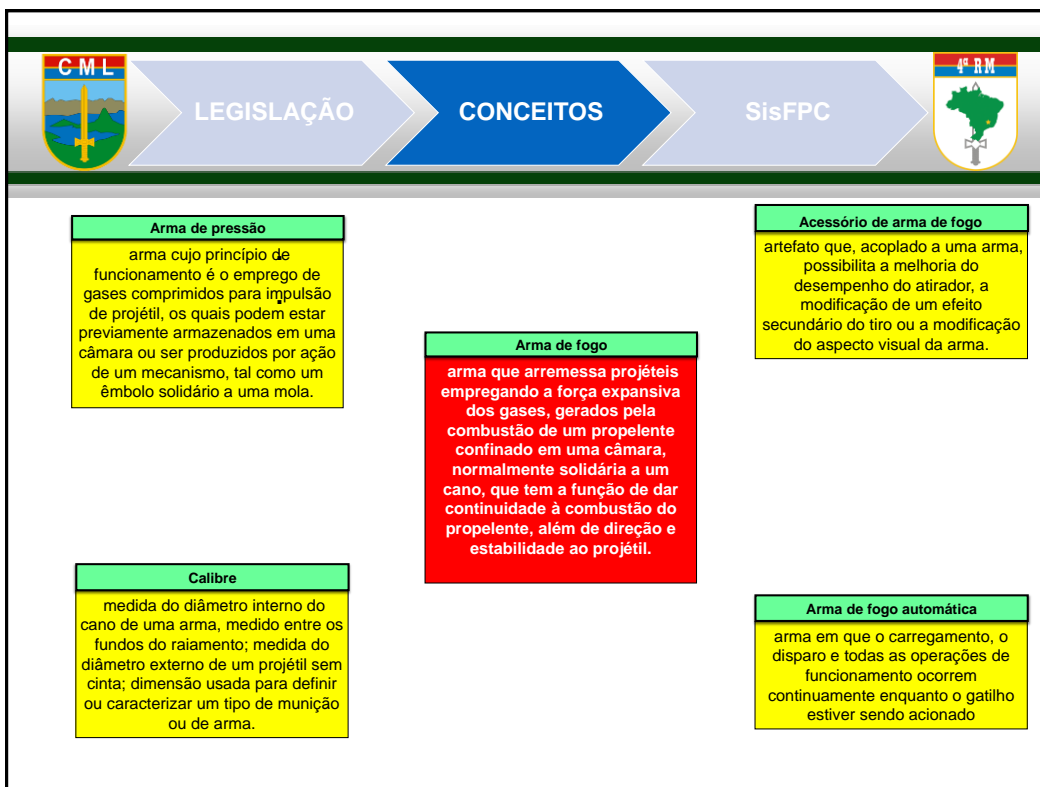 C M L
LEGISLAÇÃO
CONCEITOS
SisFPC
4ª RM
Arma de pressão
arma cujo princípio de
funcionamento é o emprego de
gases comprimidos para impulsão
de projétil, os quais podem estar
previamente armazenados em uma
câmara ou ser produzidos por ação
de um mecanismo, tal como um
êmbolo solidário a uma mola.
Acessório de arma de fogo
artefato que, acoplado a uma arma,
possibilita a melhoria do
desempenho do atirador, a
modificação de um efeito
secundário do tiro ou a modificação
do aspecto visual da arma.
Arma de fogo
arma que arremessa projéteis
empregando a força expansiva
dos gases, gerados pela
combustão de um propelente
confinado em uma câmara,
normalmente solidária a um
cano, que tem a função de dar
continuidade à combustão do
propelente, além de direção e
estabilidade ao projétil.
Calibre
medida do diâmetro interno do
cano de uma arma, medido entre os
fundos do raiamento; medida do
diâmetro externo de um projétil sem
cinta; dimensão usada para definir
ou caracterizar um tipo de munição
ou de arma.
Arma de fogo automática
arma em que o carregamento, o
disparo e todas as operações de
funcionamento ocorrem
continuamente enquanto o gatilho
estiver sendo acionado